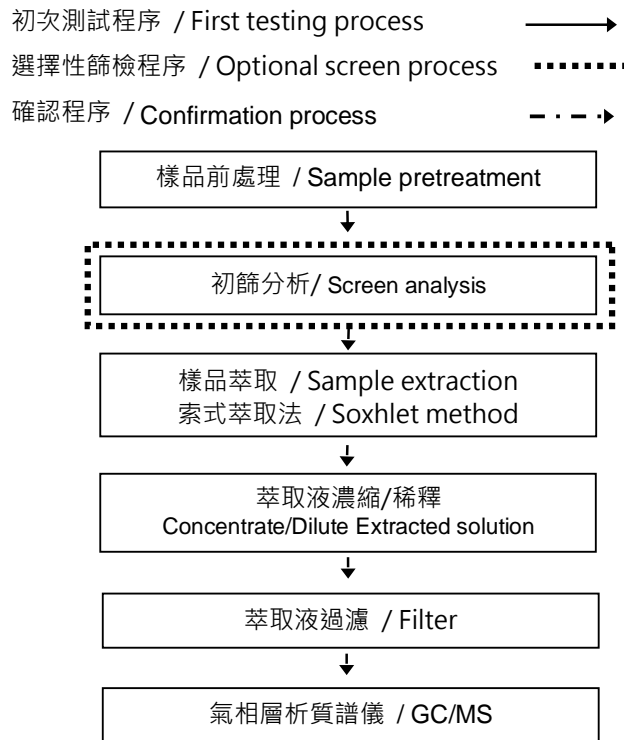 初次測試程序 / First testing process
選擇性篩檢程序 / Optional screen process
確認程序 / Confirmation process
樣品前處理 / Sample pretreatment
初篩分析/ Screen analysis
樣品萃取 / Sample extraction
索式萃取法 / Soxhlet method
萃取液濃縮/稀釋
Concentrate/Dilute Extracted solution
萃取液過濾 / Filter
氣相層析質譜儀 / GC/MS